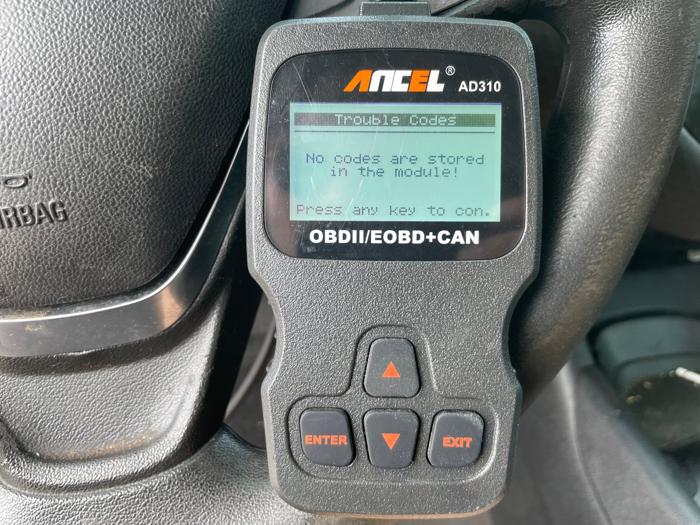 ANCEL® AD310
Trouble Codes
No codes are stored
in the module!
Press any key to con.
OBDII/EOBD+CAN
ENTER
EXIT